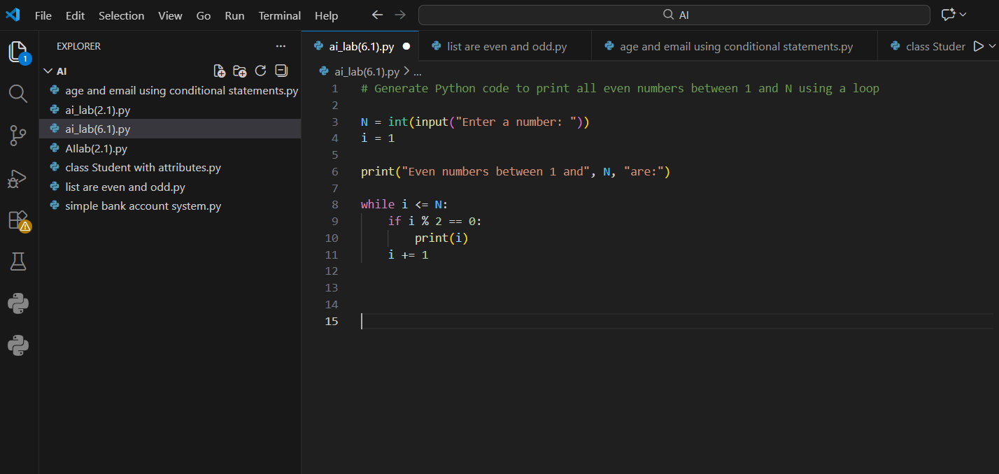 File Edit Selection View Go Run Terminal Help AI
1
EXPLORER ...
AI
age and email using conditional statements.py
ai_lab(2.1).py
ai_lab(6.1).py
AIlab(2.1).py
class Student with attributes.py
list are even and odd.py
simple bank account system.py
ai_lab(6.1).py list are even and odd.py age and email using conditional statements.py class Studer
ai_lab(6.1).py > ...
1 # Generate Python code to print all even numbers between 1 and N using a loop
2
3 N = int(input("Enter a number: "))
4 i = 1
5
6 print("Even numbers between 1 and", N, "are:")
7
8 while i <= N:
9     if i % 2 == 0:
10         print(i)
11     i += 1
12
13
14
15